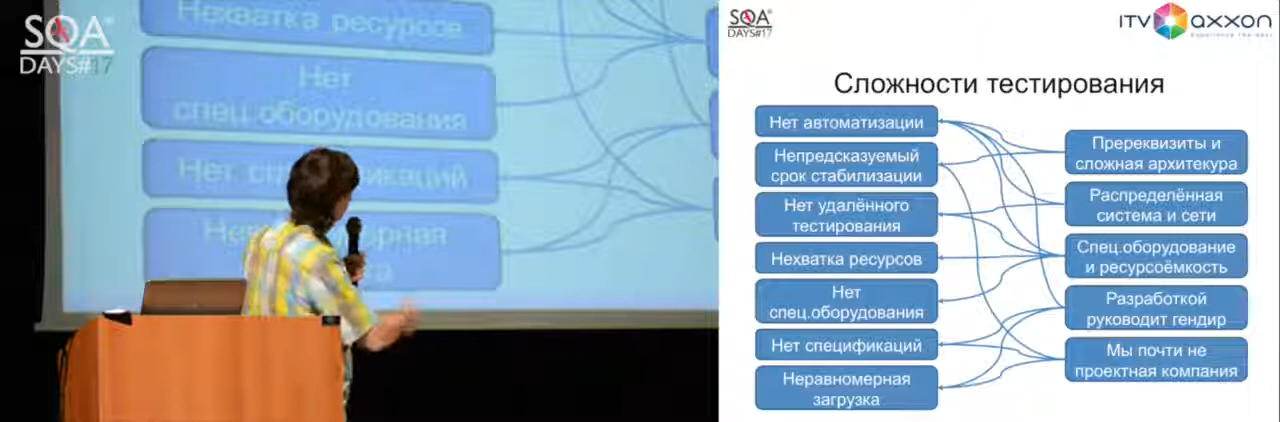 SQA
DAYS#17
Нехватка ресурсов
Нет
спец.оборудования
SQA
DAYS#17
ITV AXXON
Сложности тестирования
Нет автоматизации
Непредсказуемый
срок стабилизации
Нет удалённого
тестирования
Нехватка ресурсов
Нет
спец.оборудования
Нет спецификаций
Неравномерная
загрузка
Пререквизиты и
сложная архитекура
Распределённая
система и сети
Спец.оборудование
и ресурсоёмкость
Разработкой
руководит гендир
Мы почти не
проектная компания